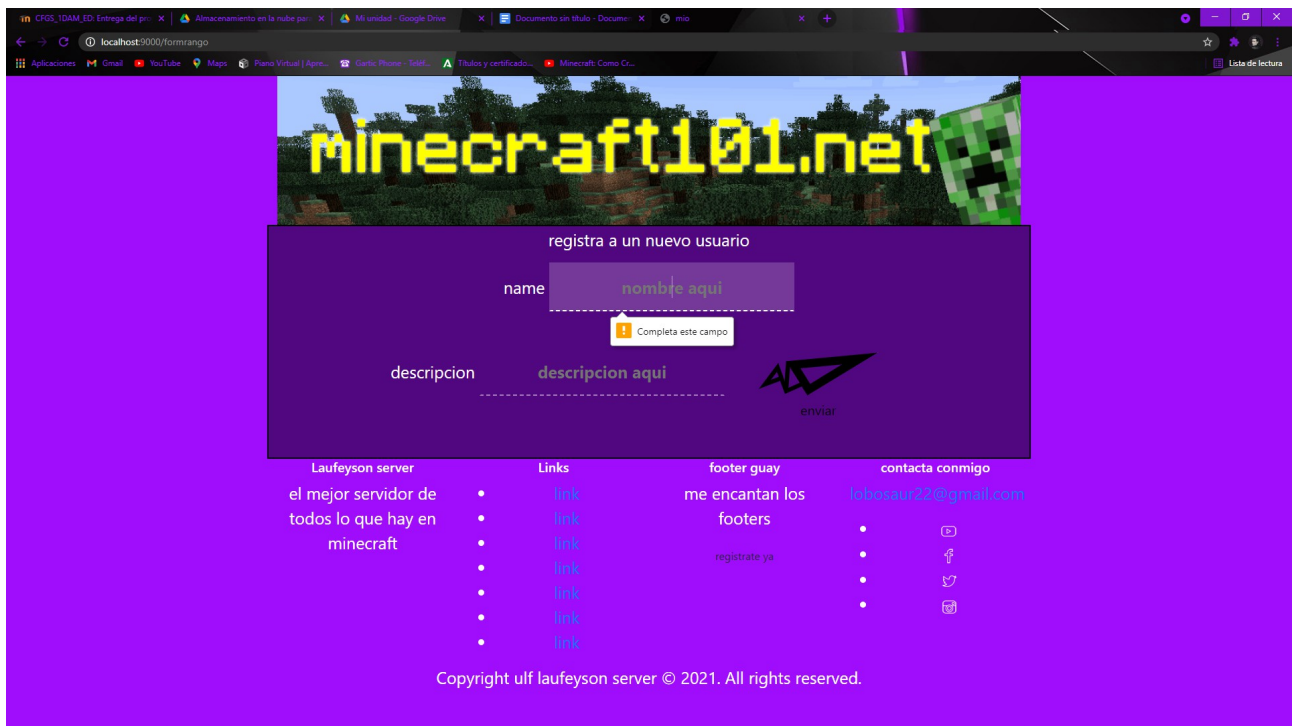 CFGS_1DAM_ED: Entrega del pro
Almacenamiento en la nube par
Mi unidad - Google Drive
Documento sin título - Documen
mio
localhost:9000/formrango
Aplicaciones
Gmail
YouTube
Maps
Piano Virtual | Apre...
Gartic Phone - Teléf...
Títulos y certificado...
Minecraft: Como Cr...
Lista de lectura
minecraft101.net
registra a un nuevo usuario
name
nombre aqui
Completa este campo
descripcion
descripcion aqui
enviar
Laufeyson server
el mejor servidor de
todos lo que hay en
minecraft
Links
link
link
link
link
link
link
link
footer guay
me encantan los
footers
registrate ya
contacta conmigo
lobosaur22@gmail.com
Copyright ulf laufeyson server © 2021. All rights reserved.